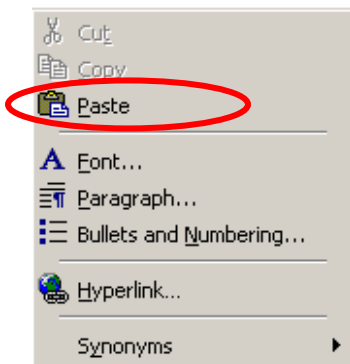 Cut
Copy
Paste
Font...
Paragraph...
Bullets and Numbering...
Hyperlink...
Synonyms